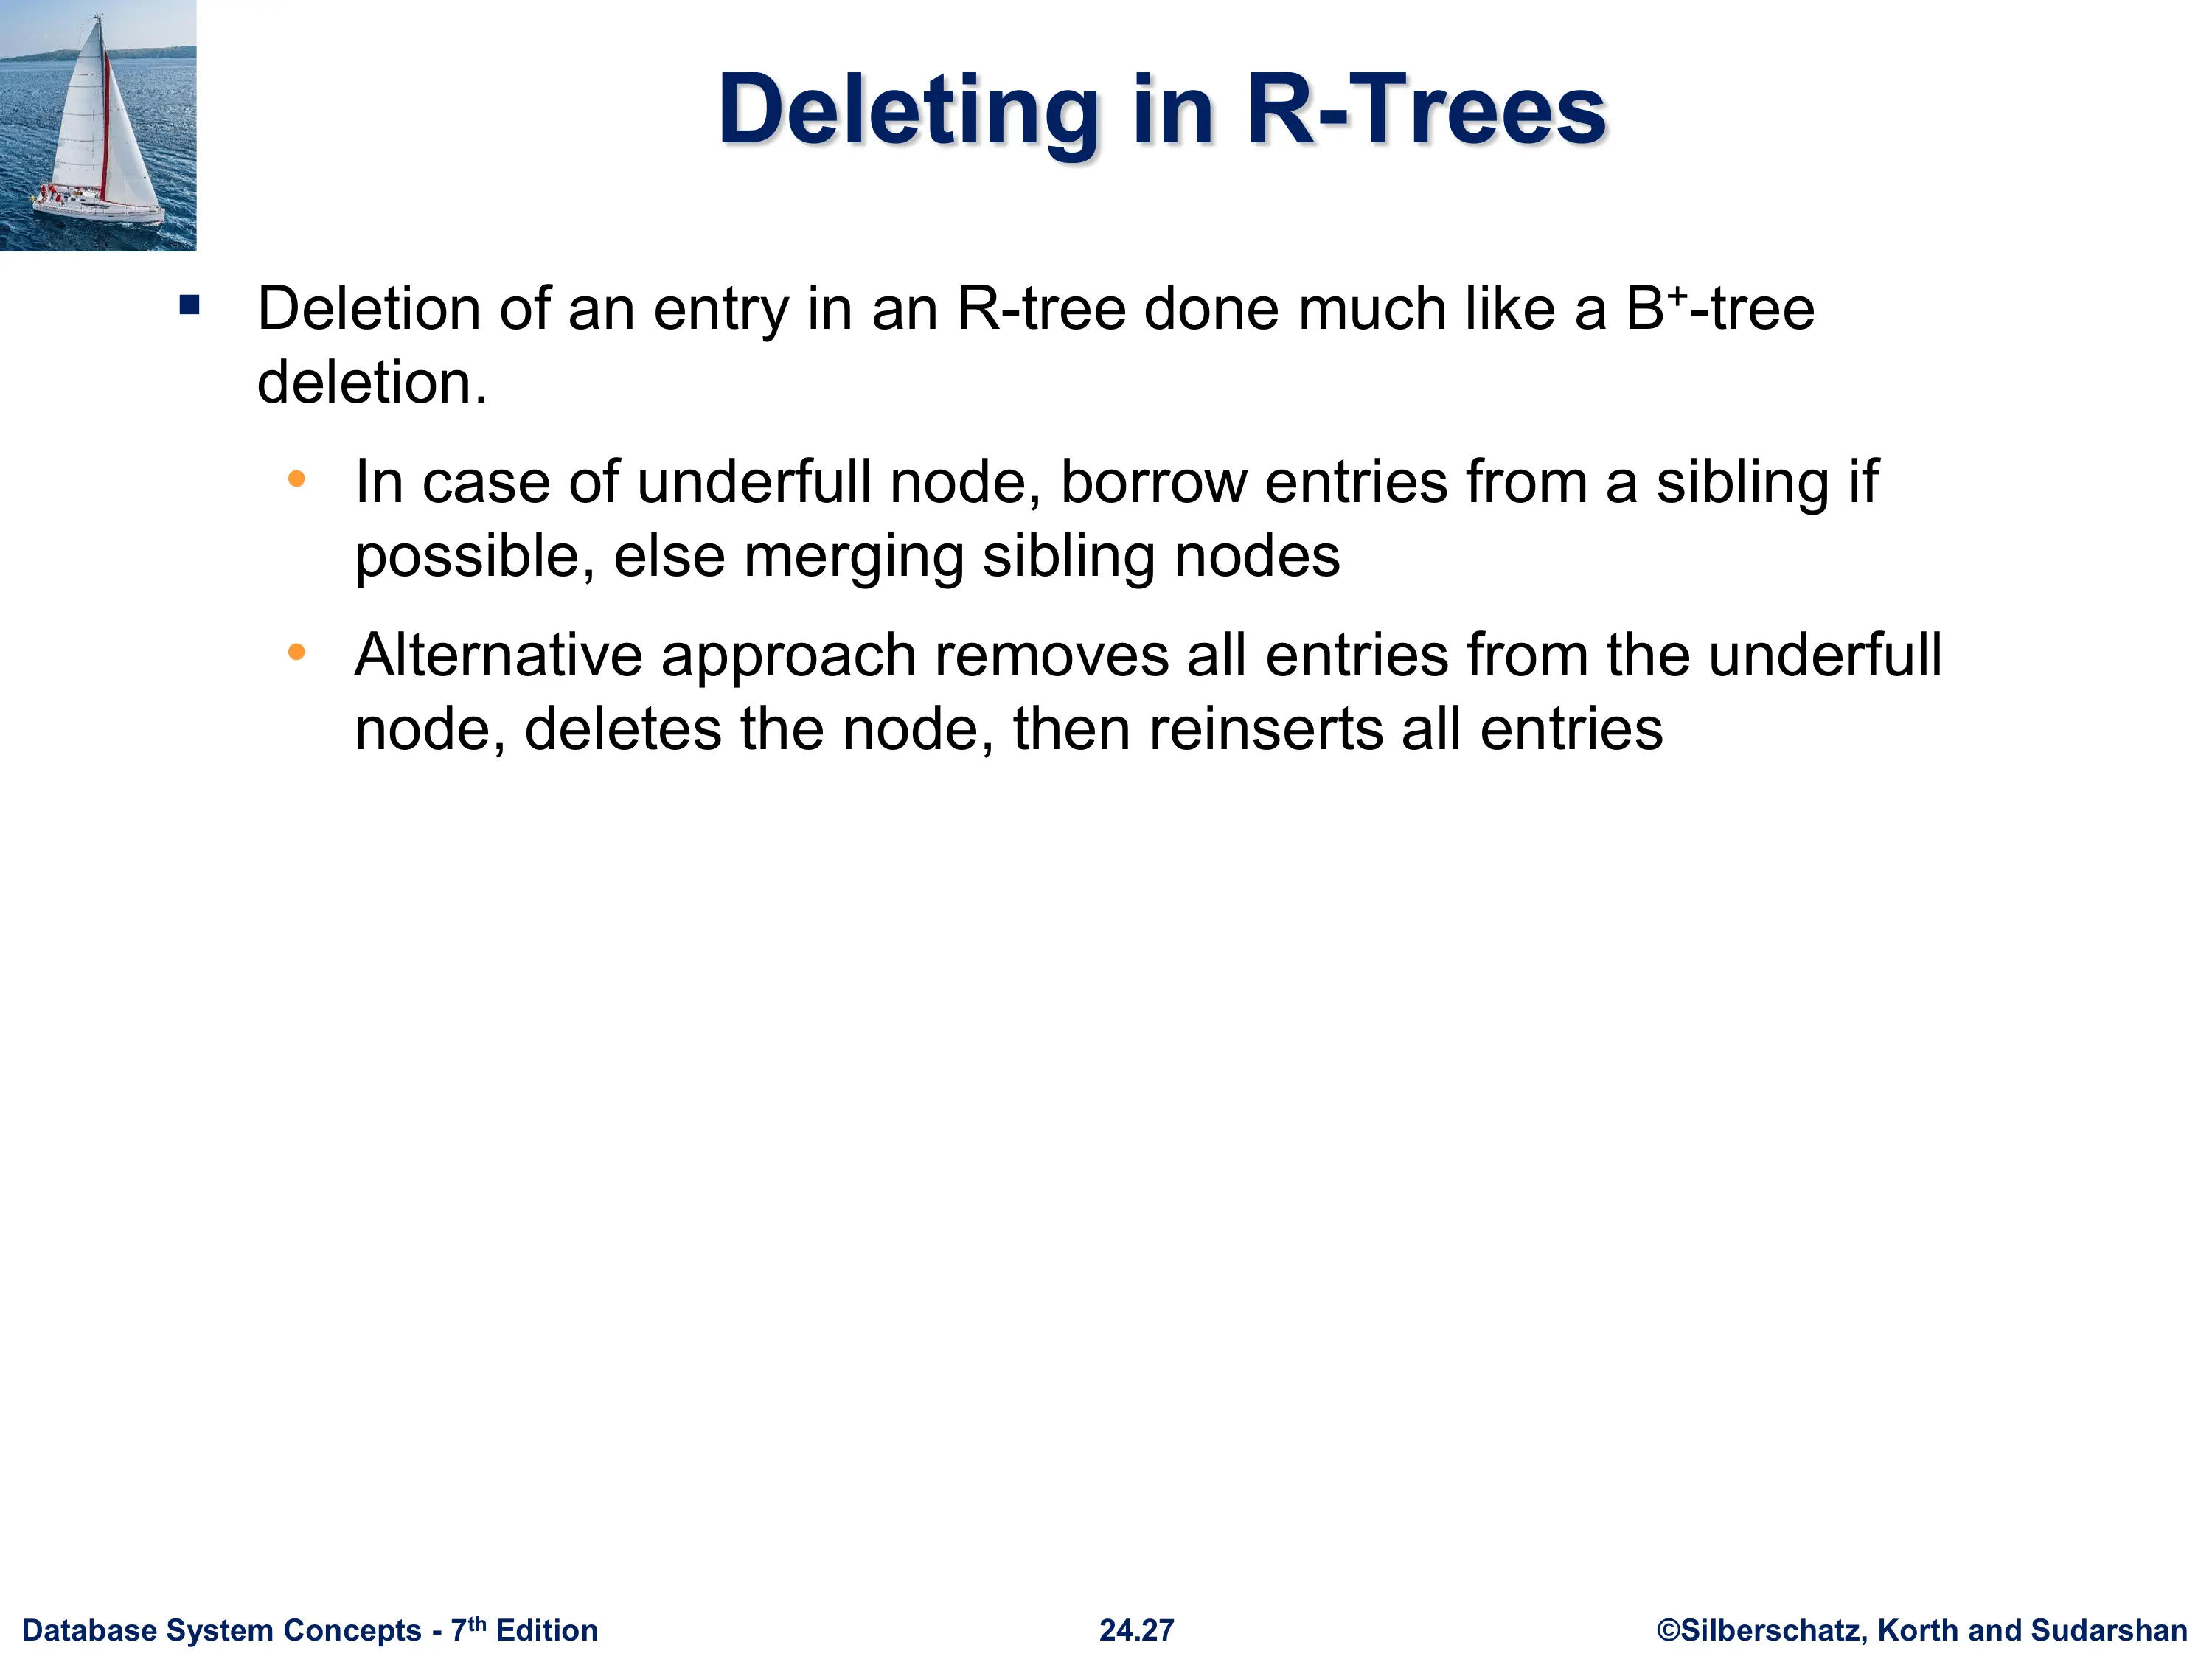 Deleting in R-Trees
▪ Deletion of an entry in an R-tree done much like a B⁺-tree
deletion.
• In case of underfull node, borrow entries from a sibling if
possible, else merging sibling nodes
• Alternative approach removes all entries from the underfull
node, deletes the node, then reinserts all entries
Database System Concepts - 7ᵗʰ Edition
24.27
©Silberschatz, Korth and Sudarshan